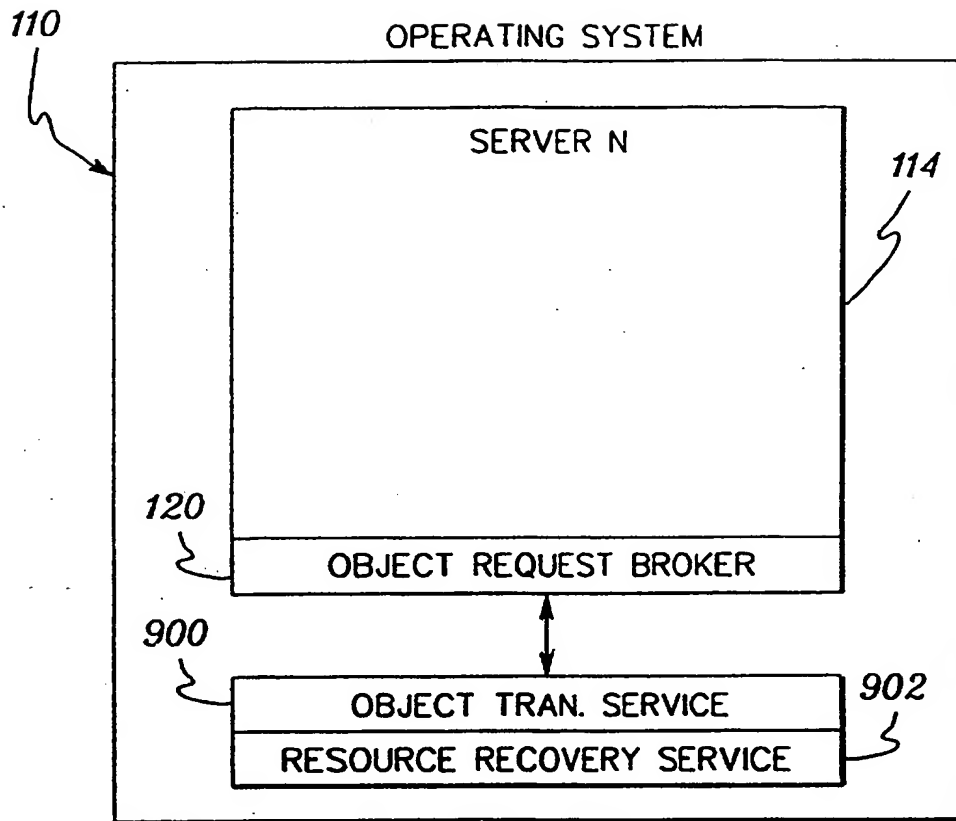 110
OPERATING SYSTEM
SERVER N
114
120
OBJECT REQUEST BROKER
900
OBJECT TRAN. SERVICE
902
RESOURCE RECOVERY SERVICE